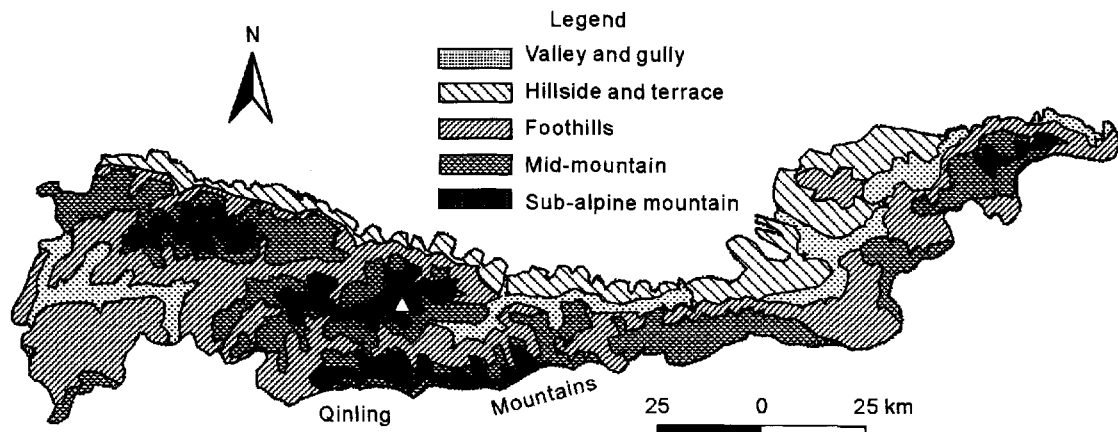 Legend
N
Valley and gully
Hillside and terrace
Foothills
Mid-mountain
Sub-alpine mountain
Qinling Mountains
25 0 25 km